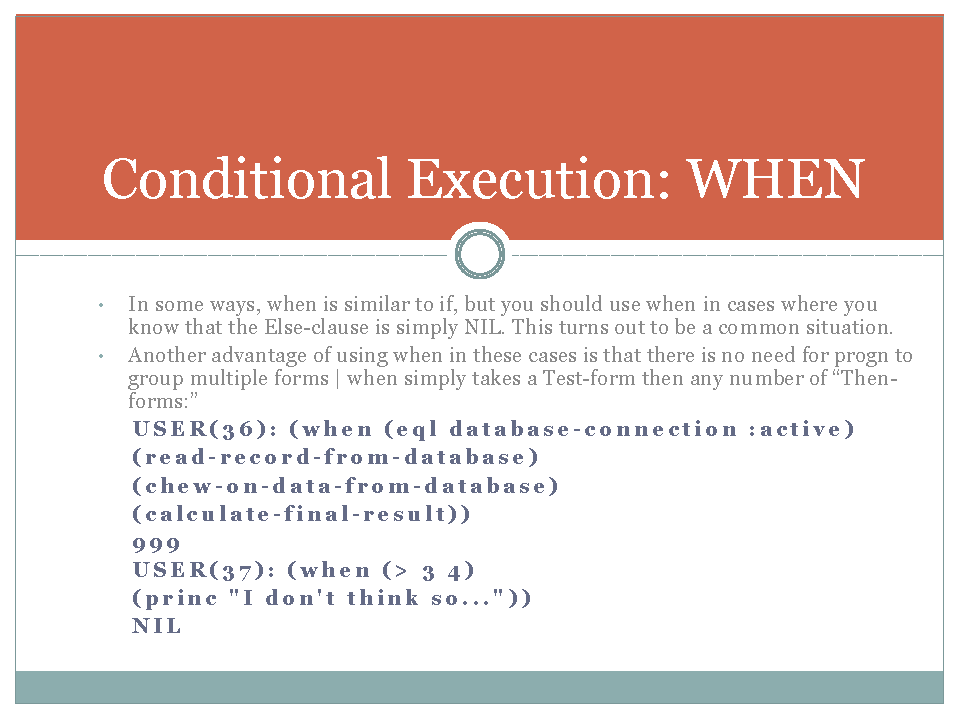 Conditional Execution: WHEN
• In some ways, when is similar to if, but you should use when in cases where you
know that the Else-clause is simply NIL. This turns out to be a common situation.
• Another advantage of using when in these cases is that there is no need for progn to
group multiple forms | when simply takes a Test-form then any number of “Then-
forms:”
USER(36): (when (eql database-connection :active)
(read-record-from-database)
(chew-on-data-from-database)
(calculate-final-result))
999
USER(37): (when (> 3 4)
(princ "I don't think so..."))
NIL